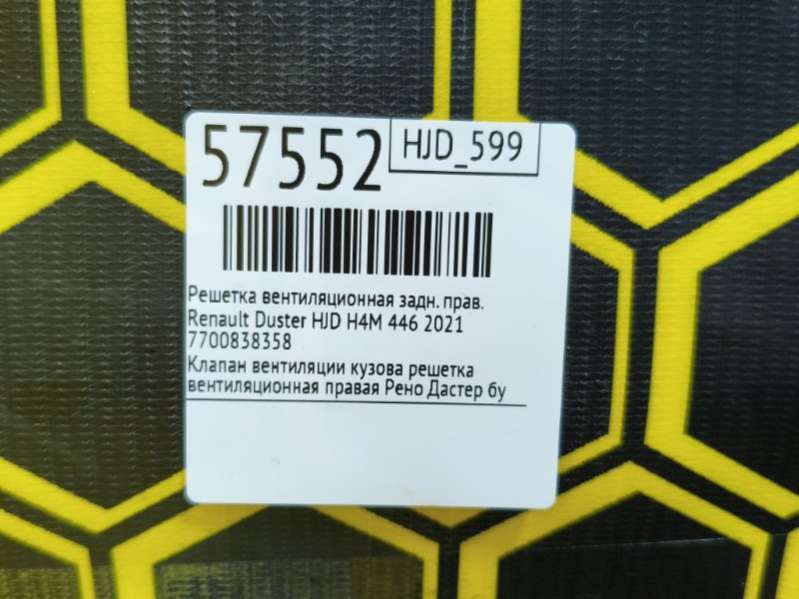 57552
HJD_599
Решетка вентиляционная задн. прав.
Renault Duster HJD H4M 446 2021
7700838358
Клапан вентиляции кузова решетка
вентиляционная правая Рено Дастер бу